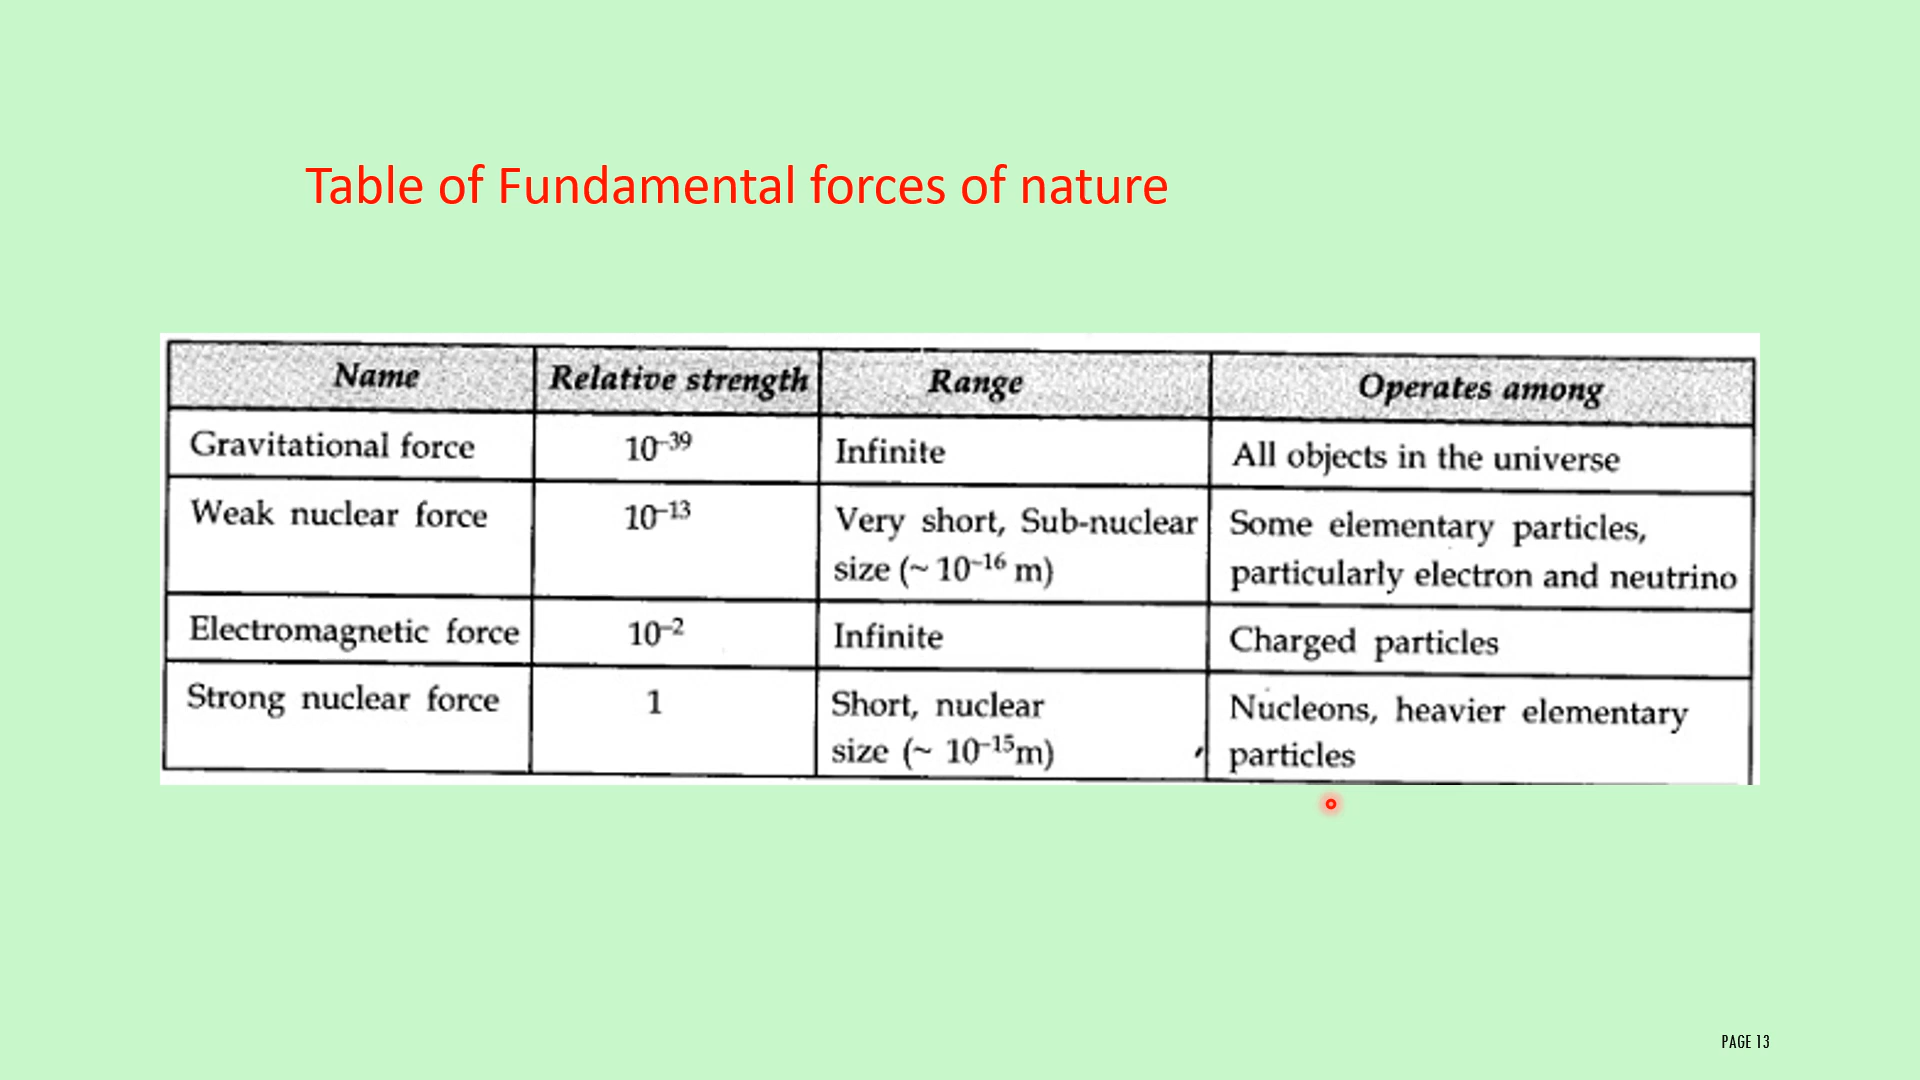 Table of Fundamental forces of nature
Name Relative strength Range Operates among
Gravitational force 10⁻³⁹ Infinite All objects in the universe
Weak nuclear force 10⁻¹³ Very short, Sub-nuclear Some elementary particles,
size (~ 10⁻¹⁶ m) particularly electron and neutrino
Electromagnetic force 10⁻² Infinite Charged particles
Strong nuclear force 1 Short, nuclear Nucleons, heavier elementary
size (~ 10⁻¹⁵m) particles
PAGE 13